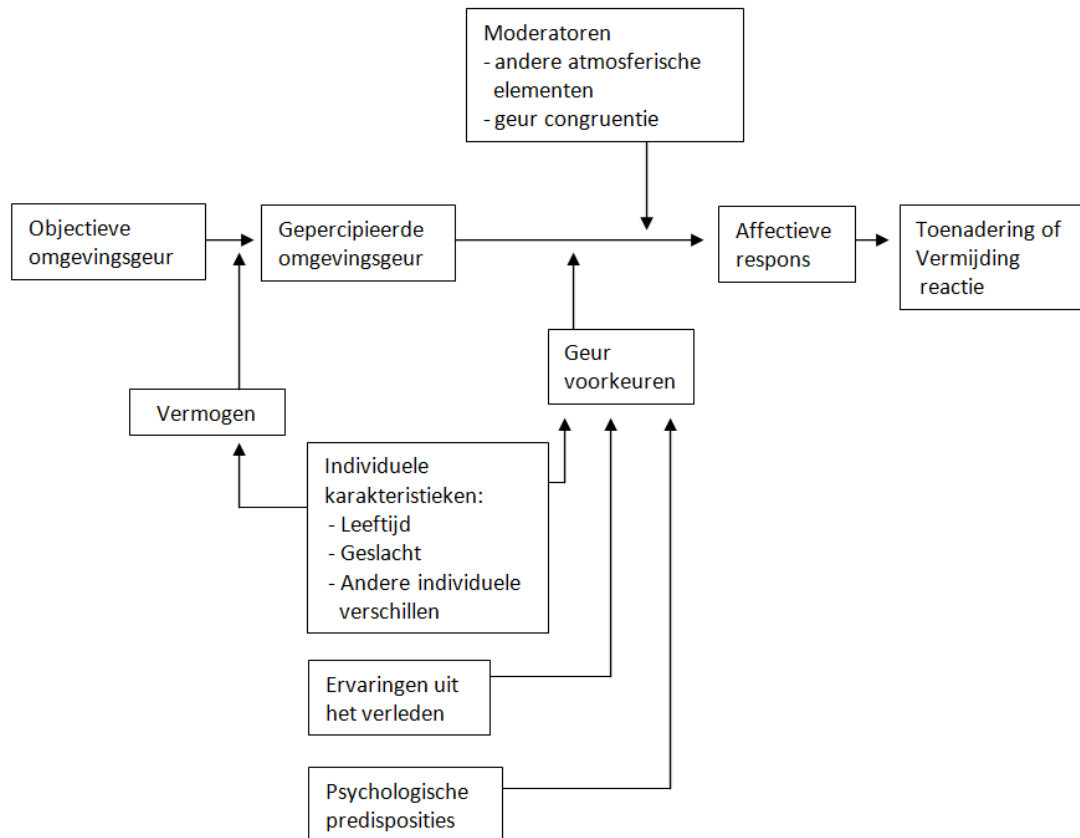 Moderatoren
- andere atmosferische
elementen
- geur congruentie
Objectieve
omgevingsgeur
Gepercipieerde
omgevingsgeur
Affectieve
respons
Toenadering of
Vermijding
reactie
Geur
voorkeuren
Vermogen
Individuele
karakteristieken:
- Leeftijd
- Geslacht
- Andere individuele
verschillen
Ervaringen uit
het verleden
Psychologische
predisposities